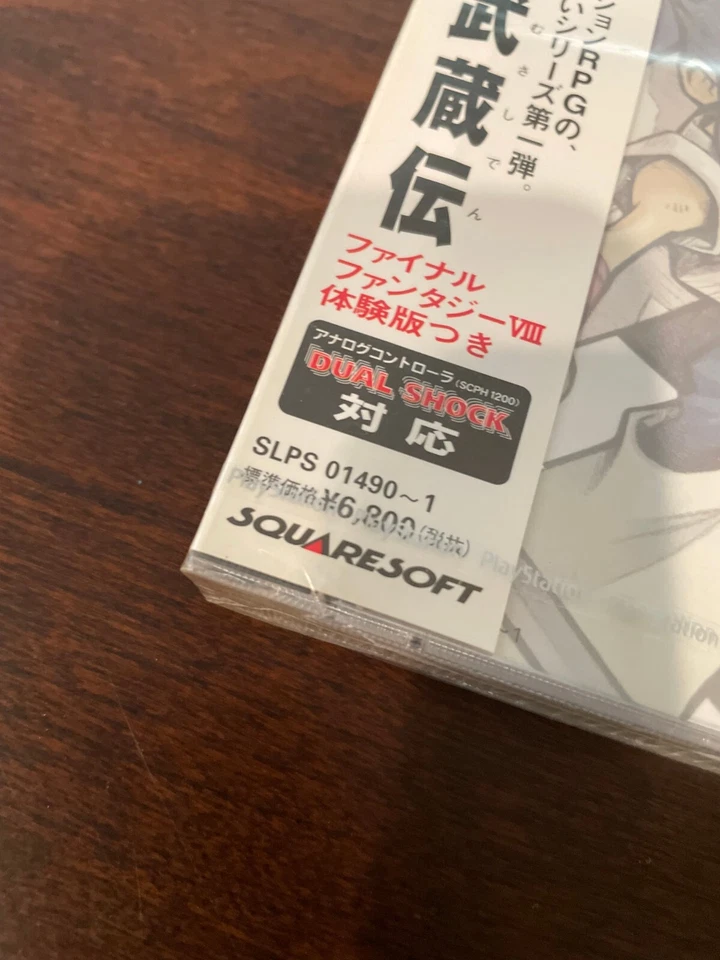 ションRPGの、
いシリーズ第一弾。
武蔵伝
むさしでん
ファイナル
ファンタジーVIII
体験版つき
アナログコントローラ(SCPH 1200)
DUAL SHOCK
対応
SLPS 01490~1
標準価格¥6,800(税抜)
SQUARESOFT
PlayStation